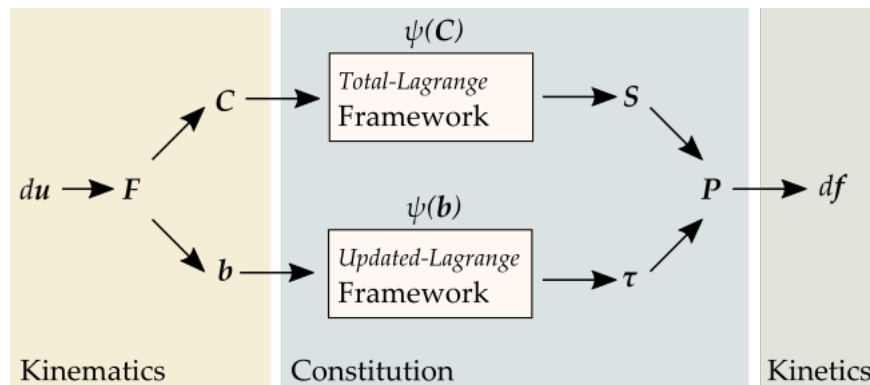 ψ(C)
Total-Lagrange
Framework
C
S
du
F
P
df
ψ(b)
Updated-Lagrange
Framework
b
τ
Kinematics
Constitution
Kinetics